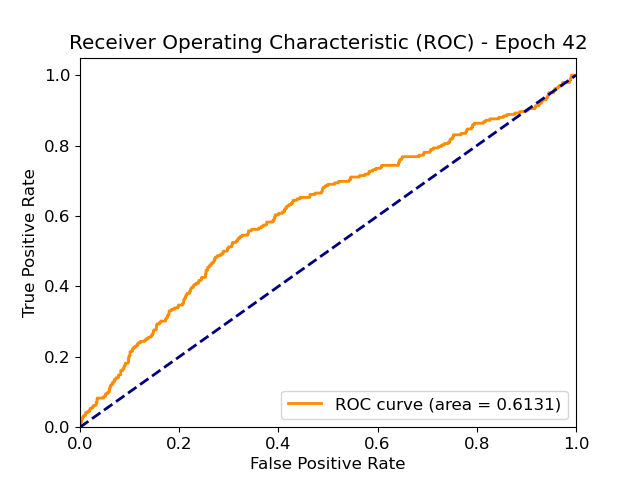 Receiver Operating Characteristic (ROC) - Epoch 42
True Positive Rate
1.0
0.8
0.6
0.4
0.2
0.0
ROC curve (area = 0.6131)
0.0 0.2 0.4 0.6 0.8 1.0
False Positive Rate